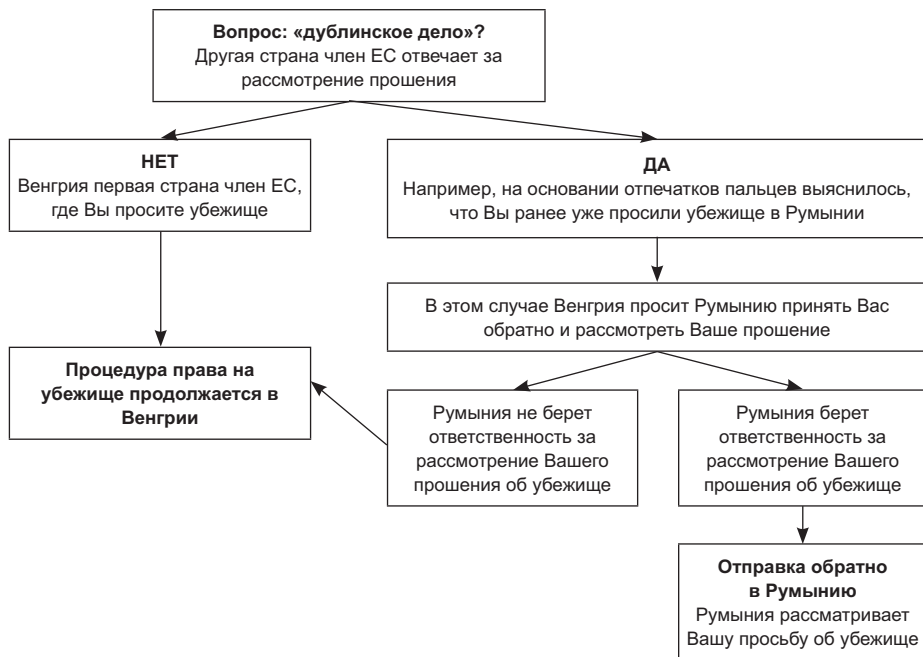 Вопрос: «дублинское дело»?
Другая страна член ЕС отвечает за
рассмотрение прошения
НЕТ
Венгрия первая страна член ЕС,
где Вы просите убежище
ДА
Например, на основании отпечатков пальцев выяснилось,
что Вы ранее уже просили убежище в Румынии
В этом случае Венгрия просит Румынию принять Вас
обратно и рассмотреть Ваше прошение
Процедура права на
убежище продолжается в
Венгрии
Румыния не берет
ответственность за
рассмотрение Вашего
прошения об убежище
Румыния берет
ответственность за
рассмотрение Вашего
прошения об убежище
Отправка обратно
в Румынию
Румыния рассматривает
Вашу просьбу об убежище